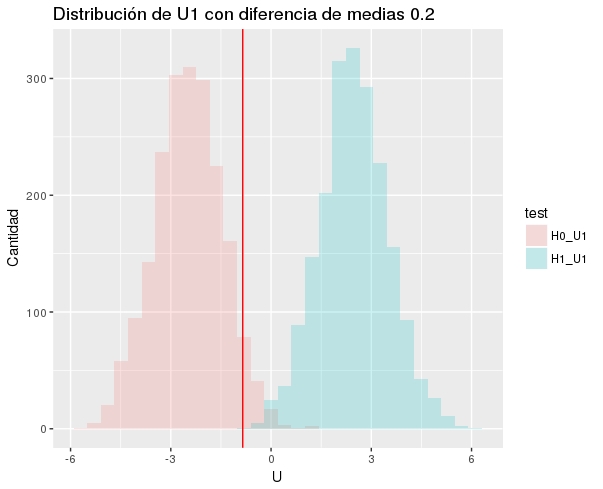 Distribución de U1 con diferencia de medias 0.2
Cantidad
300
200
100
0
-6
-3
0
3
6
U
test
H0_U1
H1_U1